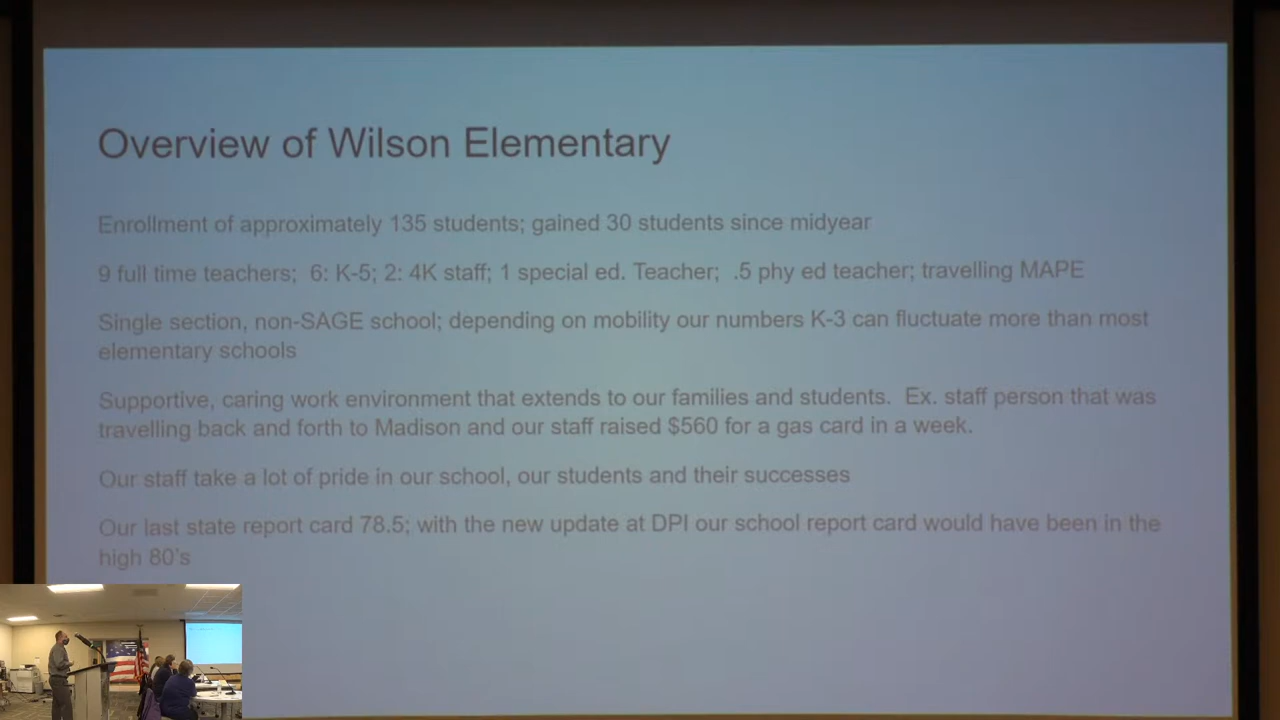 Overview of Wilson Elementary
Enrollment of approximately 135 students; gained 30 students since midyear
9 full time teachers;  6: K-5; 2: 4K staff; 1 special ed. Teacher;  .5 phy ed teacher; travelling MAPE
Single section, non-SAGE school; depending on mobility our numbers K-3 can fluctuate more than most
elementary schools
Supportive, caring work environment that extends to our families and students.  Ex. staff person that was
travelling back and forth to Madison and our staff raised $560 for a gas card in a week.
Our staff take a lot of pride in our school, our students and their successes
Our last state report card 78.5; with the new update at DPI our school report card would have been in the
high 80's